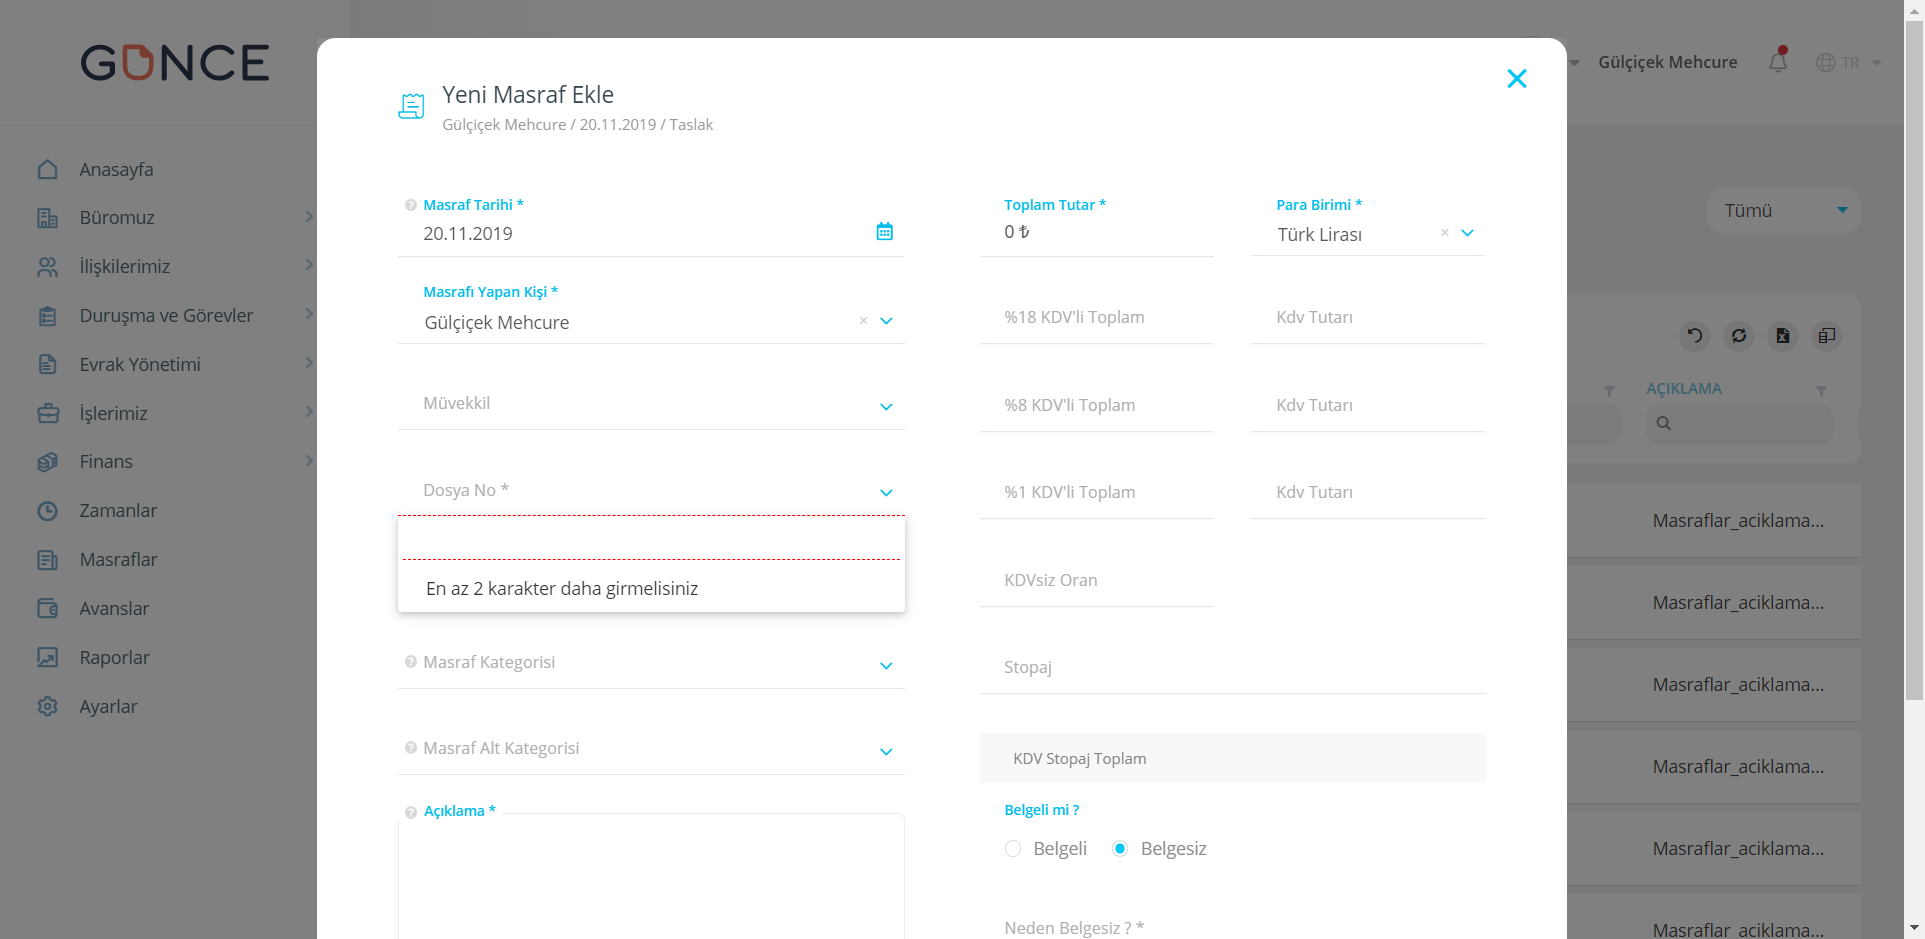 GÜNCE
Anasayfa
Büromuz
İlişkilerimiz
Duruşma ve Görevler
Evrak Yönetimi
İşlerimiz
Finans
Zamanlar
Masraflar
Avanslar
Raporlar
Ayarlar
Yeni Masraf Ekle
Gülçiçek Mehcure / 20.11.2019 / Taslak
Masraf Tarihi *
20.11.2019
Masrafı Yapan Kişi *
Gülçiçek Mehcure
Müvekkil
Dosya No *
En az 2 karakter daha girmelisiniz
Masraf Kategorisi
Masraf Alt Kategorisi
Açıklama *
Toplam Tutar *
0 ₺
Para Birimi *
Türk Lirası
%18 KDV'li Toplam
Kdv Tutarı
%8 KDV'li Toplam
Kdv Tutarı
%1 KDV'li Toplam
Kdv Tutarı
KDVsiz Oran
Stopaj
KDV Stopaj Toplam
Belgeli mi ?
Belgeli
Belgesiz
Neden Belgesiz ? *
Gülçiçek Mehcure
TR
Tümü
AÇIKLAMA
Masraflar_aciklama...
Masraflar_aciklama...
Masraflar_aciklama...
Masraflar_aciklama...
Masraflar_aciklama...
Masraflar_aciklama...